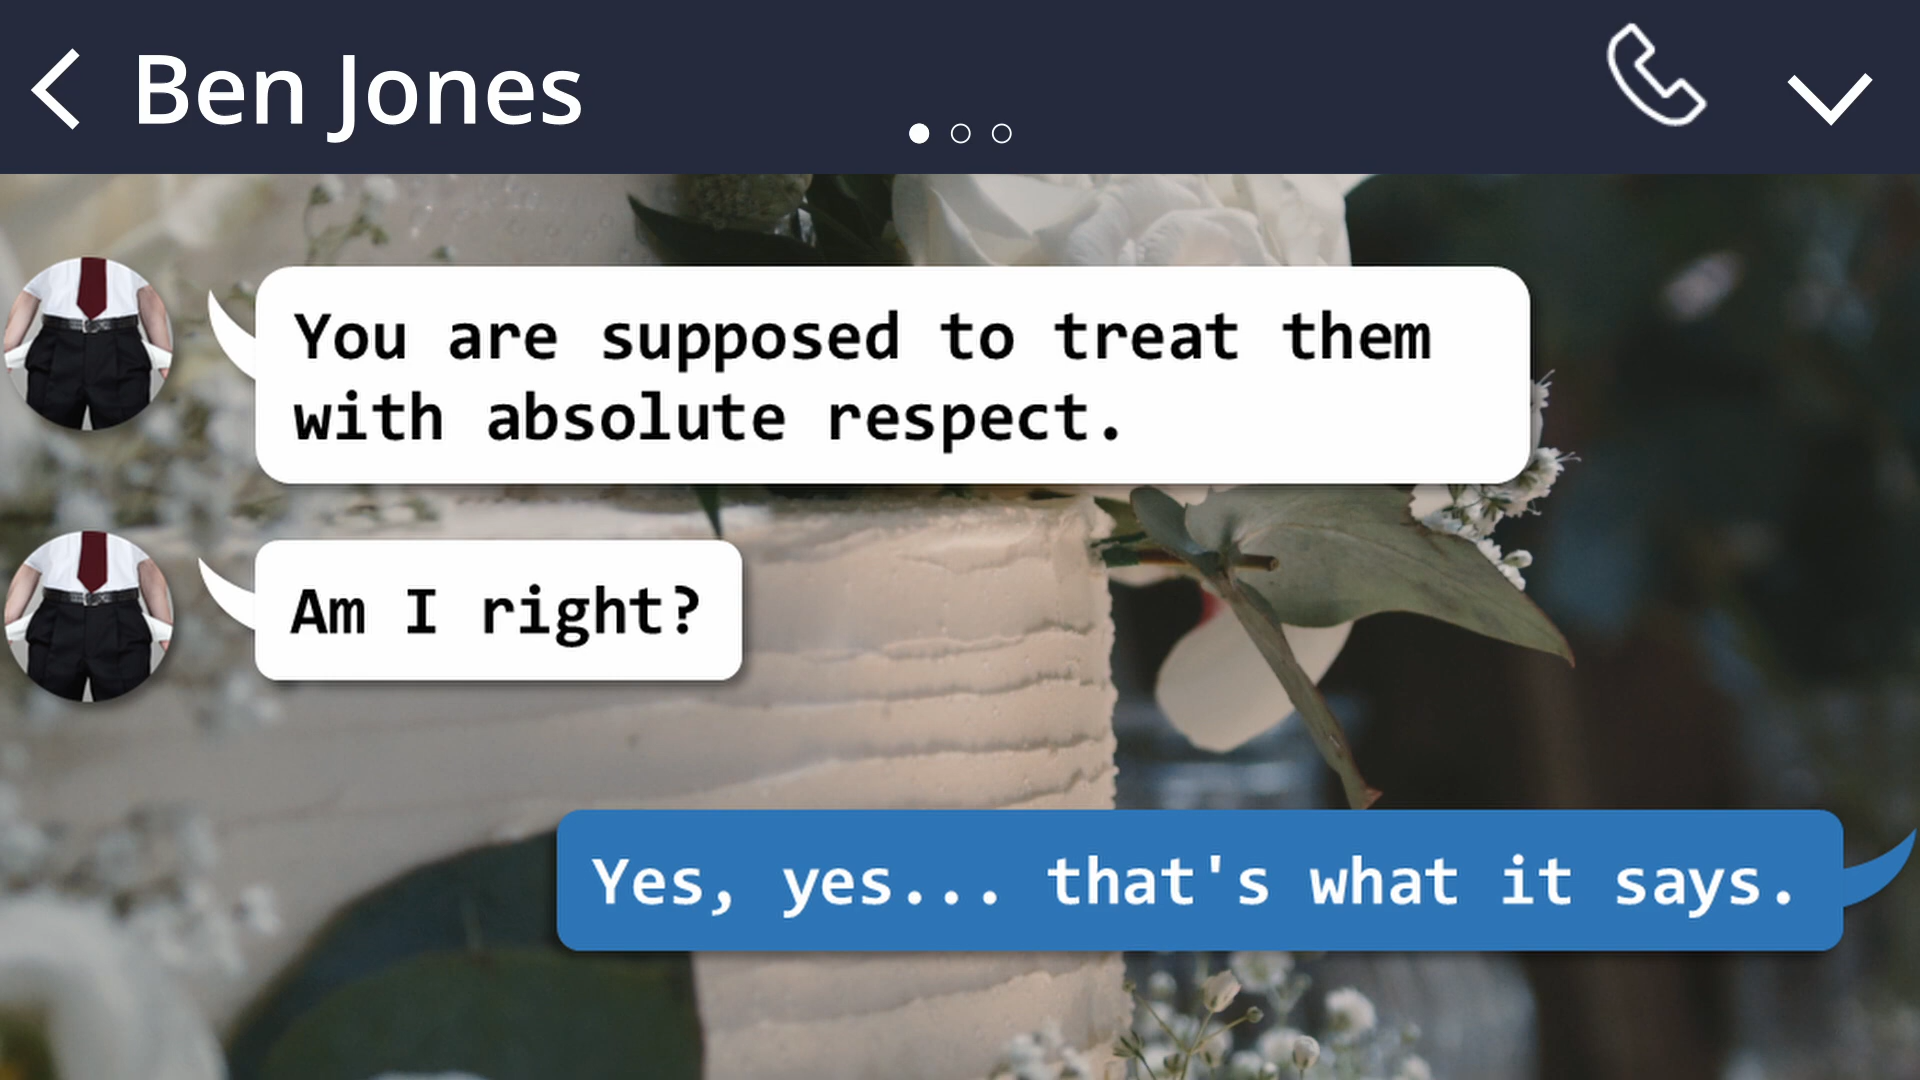 Ben Jones
You are supposed to treat them
with absolute respect.
Am I right?
Yes, yes... that's what it says.